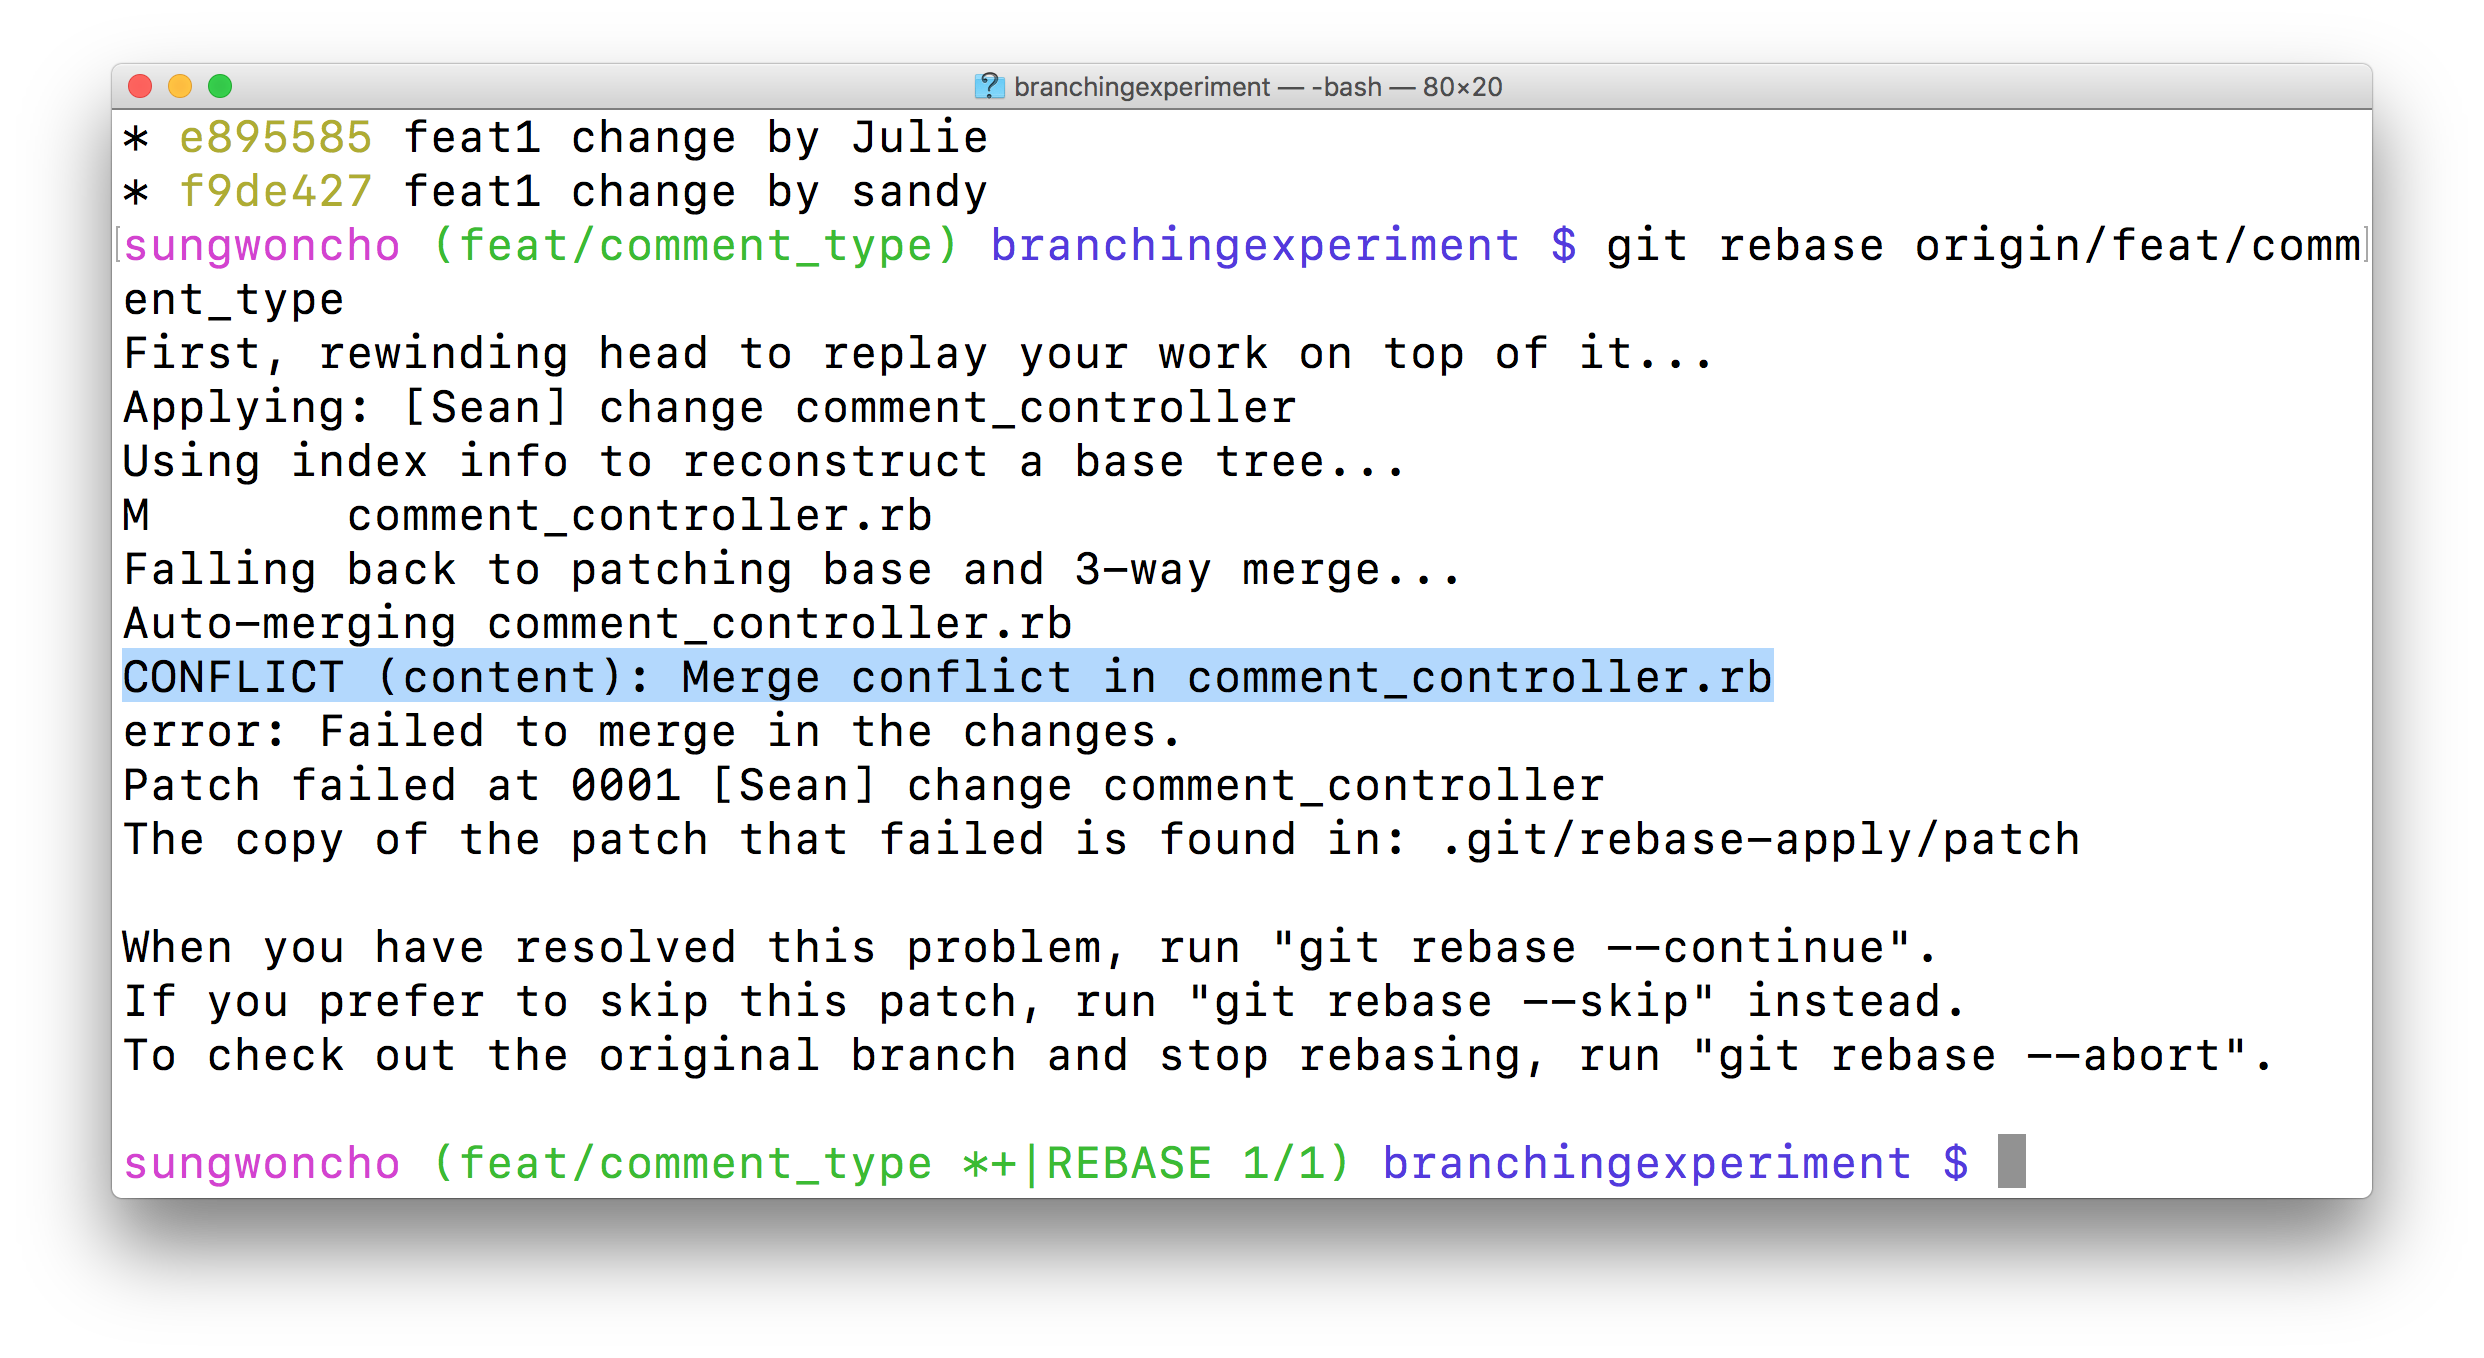 branchingexperiment — -bash — 80×20
* e895585 feat1 change by Julie
* f9de427 feat1 change by sandy
[sungwoncho (feat/comment_type) branchingexperiment $ git rebase origin/feat/comm]
ent_type
First, rewinding head to replay your work on top of it...
Applying: [Sean] change comment_controller
Using index info to reconstruct a base tree...
M       comment_controller.rb
Falling back to patching base and 3-way merge...
Auto-merging comment_controller.rb
CONFLICT (content): Merge conflict in comment_controller.rb
error: Failed to merge in the changes.
Patch failed at 0001 [Sean] change comment_controller
The copy of the patch that failed is found in: .git/rebase-apply/patch
When you have resolved this problem, run "git rebase --continue".
If you prefer to skip this patch, run "git rebase --skip" instead.
To check out the original branch and stop rebasing, run "git rebase --abort".
sungwoncho (feat/comment_type *+|REBASE 1/1) branchingexperiment $